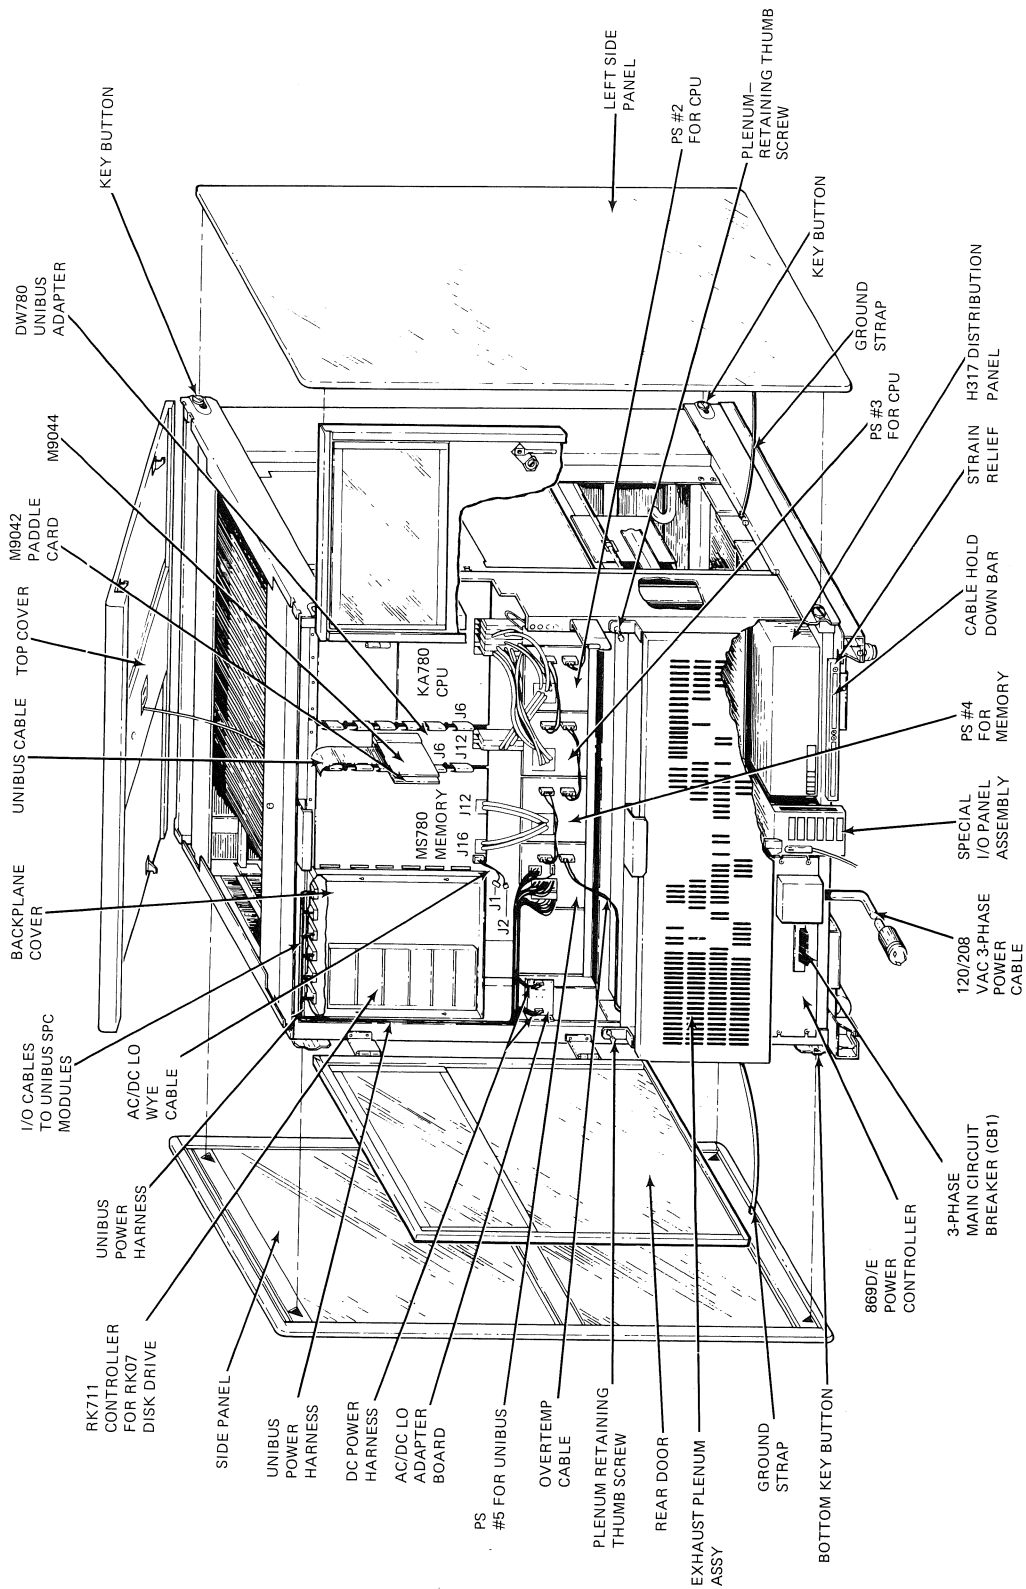 RK711
CONTROLLER
FOR RK07
DISK DRIVE
UNIBUS
POWER
HARNESS
I/O CABLES
TO UNIBUS SPC
MODULES
AC/DC LO
WYE
CABLE
BACKPLANE
COVER
UNIBUS CABLE
TOP COVER
M9042
PADDLE
CARD
M9044
DW780
UNIBUS
ADAPTER
KEY BUTTON
SIDE PANEL
UNIBUS
POWER
HARNESS
DC POWER
HARNESS
AC/DC LO
ADAPTER
BOARD
PS
#5 FOR UNIBUS
OVERTEMP
CABLE
PLENUM RETAINING
THUMB SCREW
REAR DOOR
EXHAUST PLENUM
ASSY
GROUND
STRAP
BOTTOM KEY BUTTON
MS780
MEMORY
KA780
CPU
J6
J6
J12
J12
J16
J1
J2
LEFT SIDE
PANEL
PS #2
FOR CPU
PLENUM—
RETAINING THUMB
SCREW
KEY BUTTON
GROUND
STRAP
PS #3
FOR CPU
H317 DISTRIBUTION
PANEL
STRAIN
RELIEF
CABLE HOLD
DOWN BAR
PS #4
FOR
MEMORY
SPECIAL
I/O PANEL
ASSEMBLY
120/208
VAC 3-PHASE
POWER
CABLE
3-PHASE
MAIN CIRCUIT
BREAKER (CB1)
869D/E
POWER
CONTROLLER